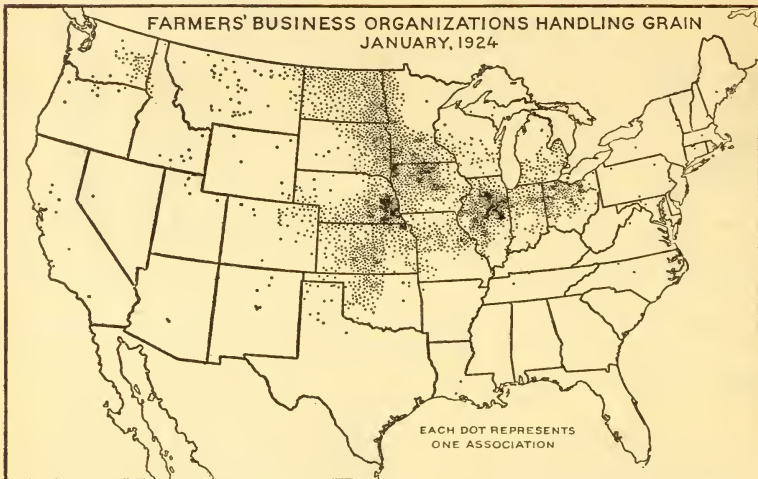 FARMERS' BUSINESS ORGANIZATIONS HANDLING GRAIN
JANUARY, 1924
EACH DOT REPRESENTS
ONE ASSOCIATION